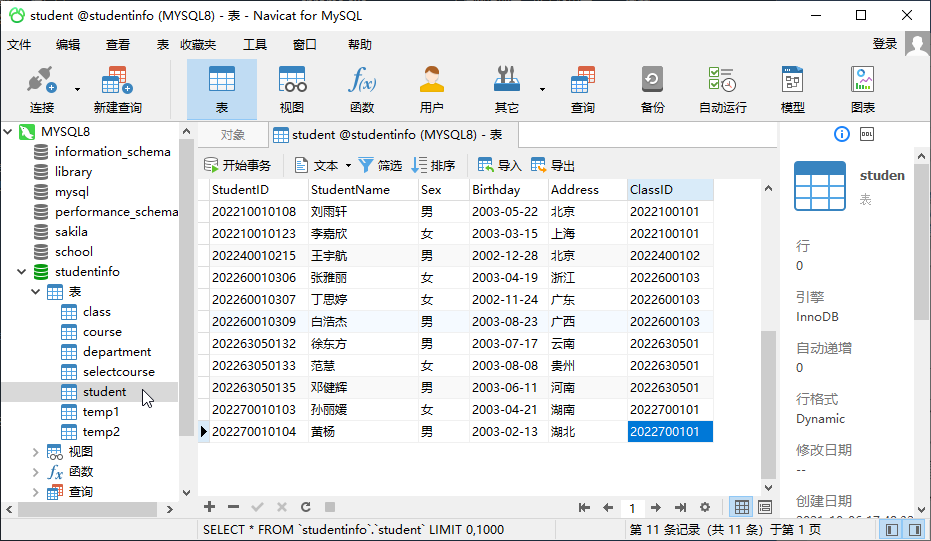 student @studentinfo (MYSQL8) - 表 - Navicat for MySQL
文件 编辑 查看 表 收藏夹 工具 窗口 帮助 登录
连接 新建查询 表 视图 函数 用户 其它 查询 备份 自动运行 模型 图表
MYSQL8
information_schema
library
mysql
performance_schema
sakila
school
studentinfo
表
class
course
department
selectcourse
student
temp1
temp2
视图
函数
查询
对象 student @studentinfo (MYSQL8) - 表
开始事务 文本 筛选 排序 导入 导出
StudentID StudentName Sex Birthday Address ClassID
202210010108 刘雨轩 男 2003-05-22 北京 2022100101
202210010123 李嘉欣 女 2003-03-15 上海 2022100101
202240010215 王宇航 男 2002-12-28 北京 2022400102
202260010306 张雅丽 女 2003-04-19 浙江 2022600103
202260010307 丁思婷 女 2002-11-24 广东 2022600103
202260010309 白浩杰 男 2003-08-23 广西 2022600103
202263050132 徐东方 男 2003-07-17 云南 2022630501
202263050133 范慧 女 2003-08-08 贵州 2022630501
202263050135 邓健辉 男 2003-06-11 河南 2022630501
202270010103 孙丽媛 女 2003-04-21 湖南 2022700101
202270010104 黄杨 男 2003-02-13 湖北 2022700101
1
DDL
studen
表
行
0
引擎
InnoDB
自动递增
0
行格式
Dynamic
修改日期
--
创建日期
SELECT * FROM `studentinfo`.`student` LIMIT 0,1000
第 11 条记录（共 11 条）于第 1 页